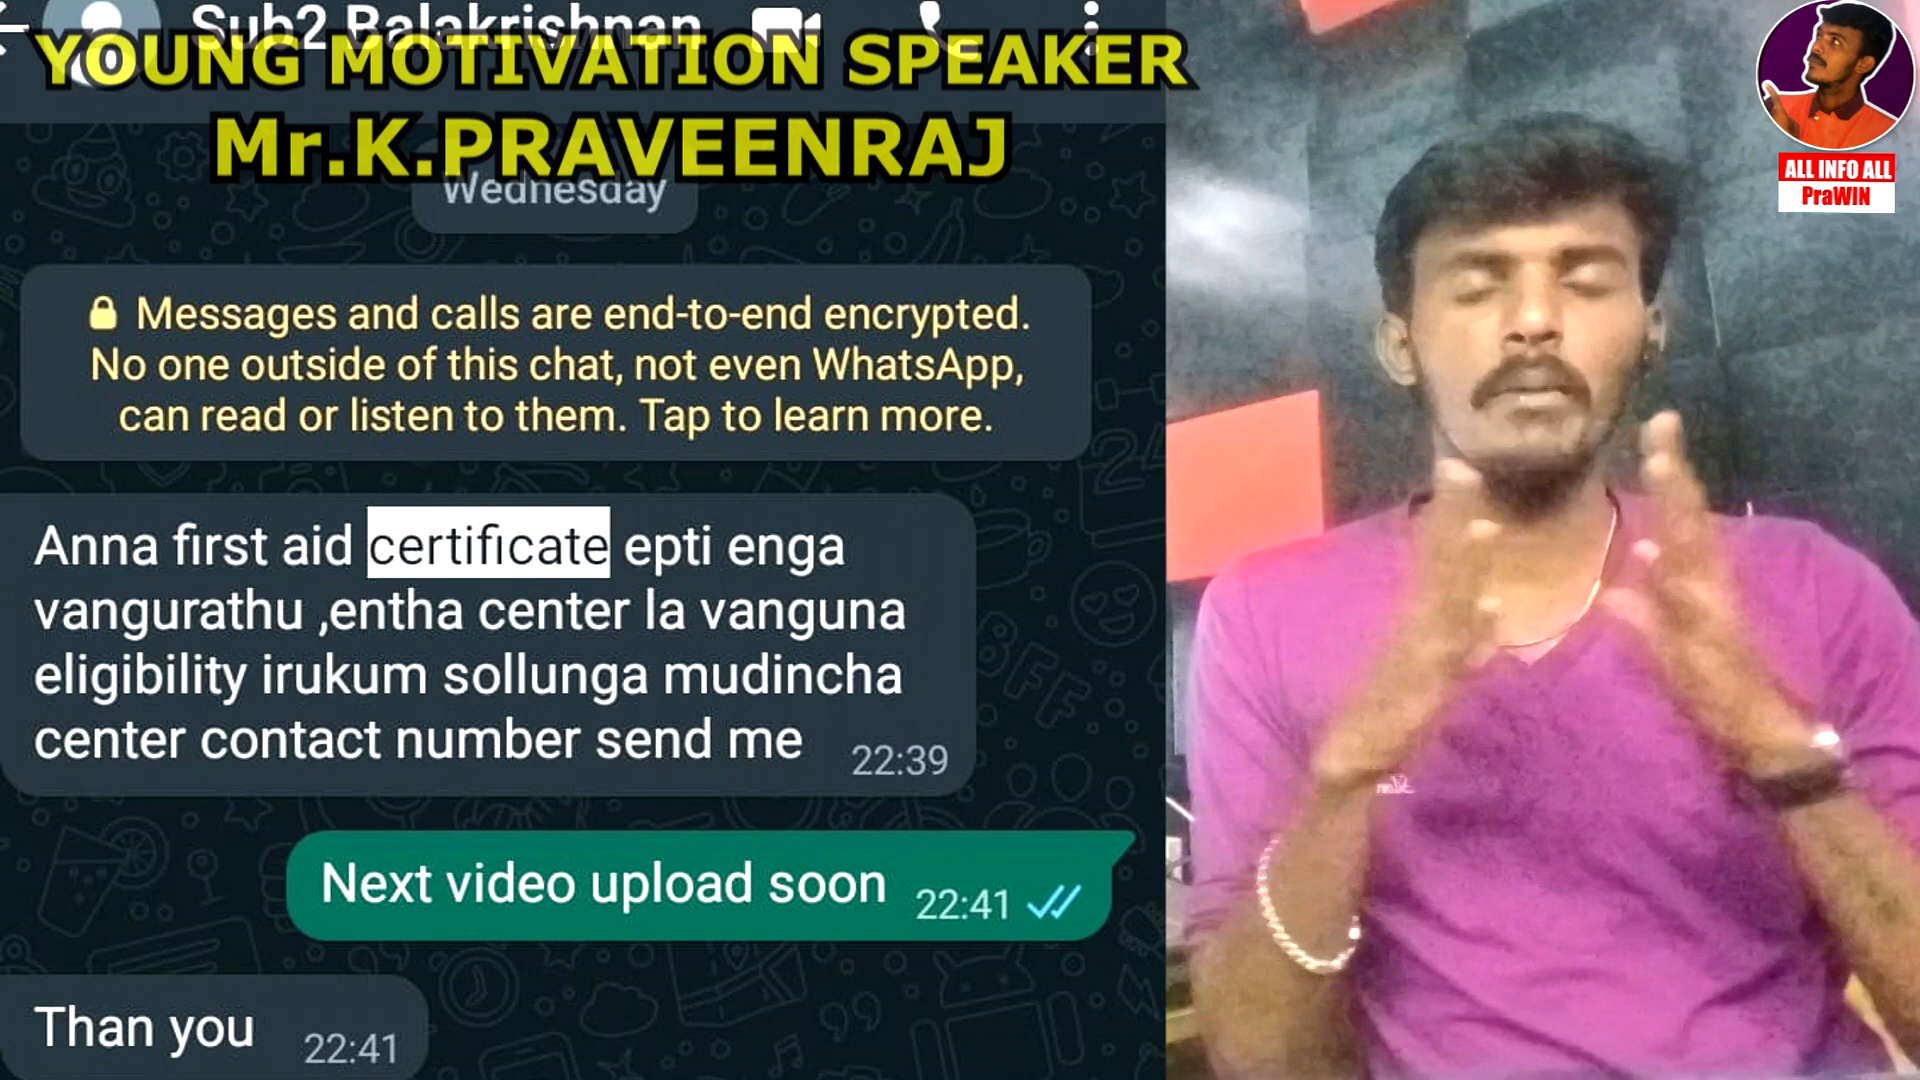 Sub2 Balakrishnan
YOUNG MOTIVATION SPEAKER
Mr.K.PRAVEENRAJ
Wednesday
Messages and calls are end-to-end encrypted.
No one outside of this chat, not even WhatsApp,
can read or listen to them. Tap to learn more.
Anna first aid certificate epti enga
vangurathu ,entha center la vanguna
eligibility irukum sollunga mudincha
center contact number send me
22:39
Next video upload soon
22:41
Than you
22:41
ALL INFO ALL
PraWIN